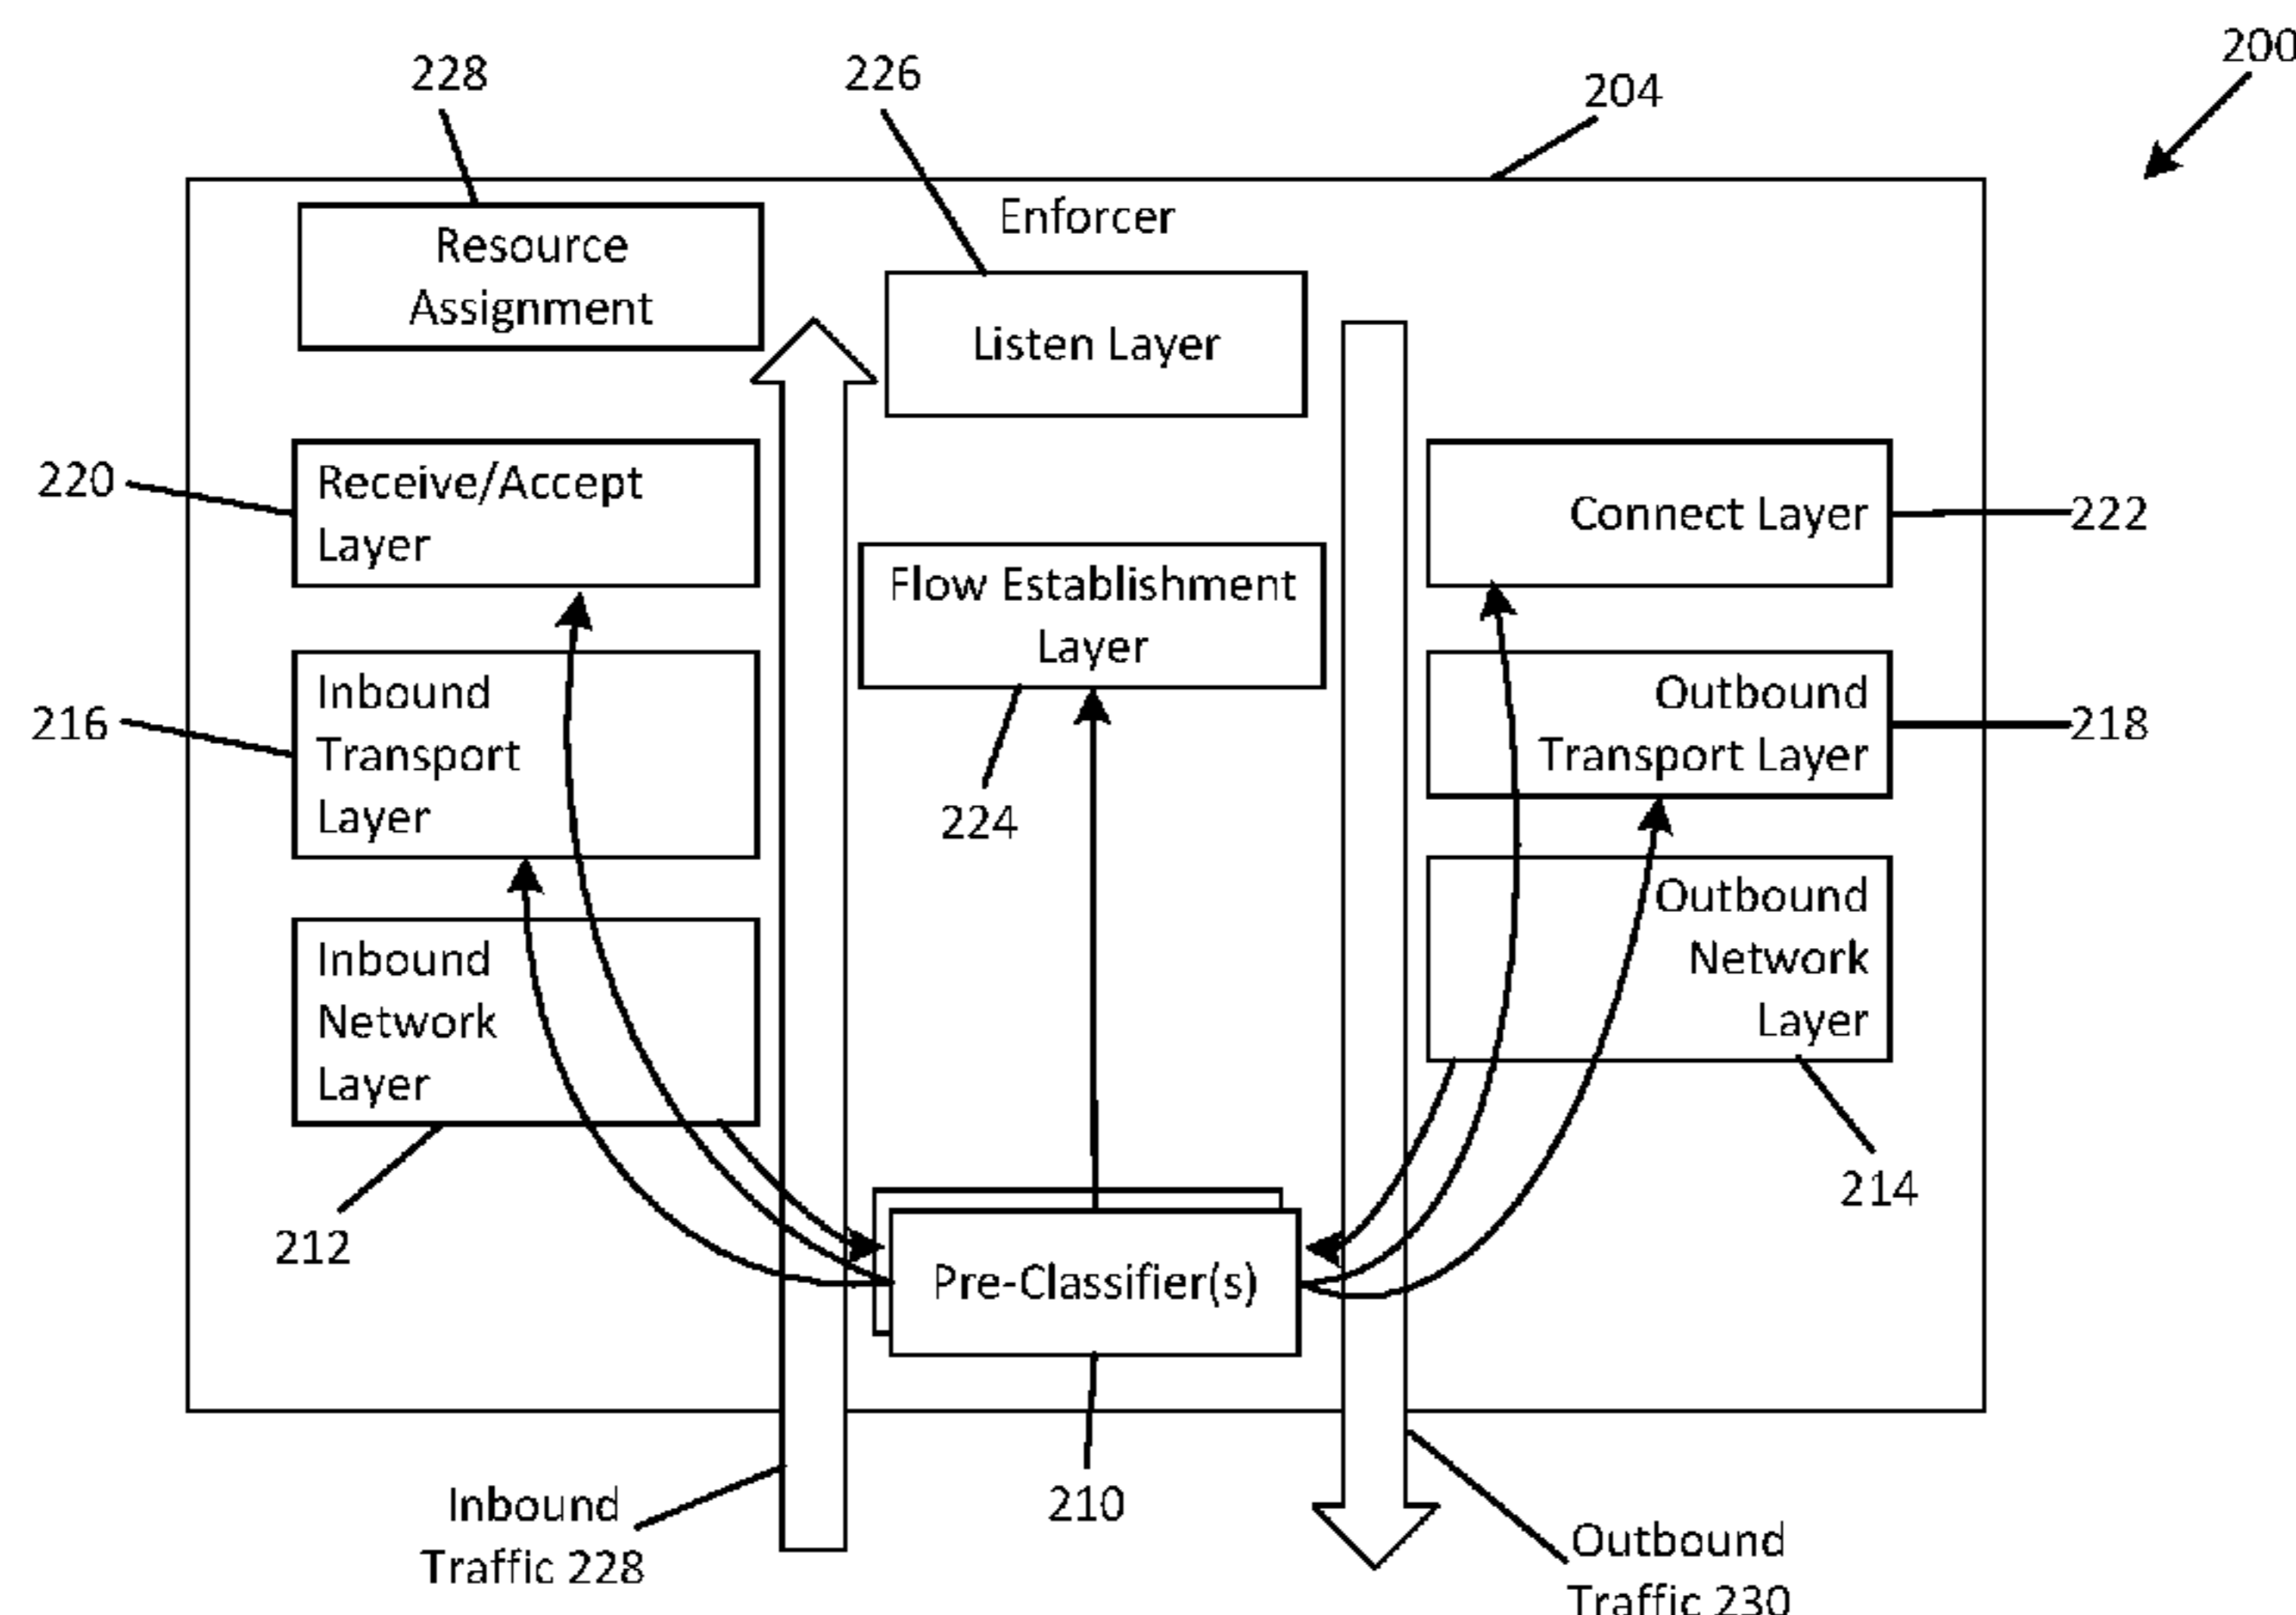 200
228
226
204
Enforcer
Resource
Assignment
Listen Layer
220
Receive/Accept
Layer
Connect Layer
222
Flow Establishment
Layer
224
216
Inbound
Transport
Layer
Outbound
Transport Layer
218
Inbound
Network
Layer
212
Outbound
Network
Layer
214
Pre-Classifier(s)
210
Inbound
Traffic 228
Outbound
Traffic 230